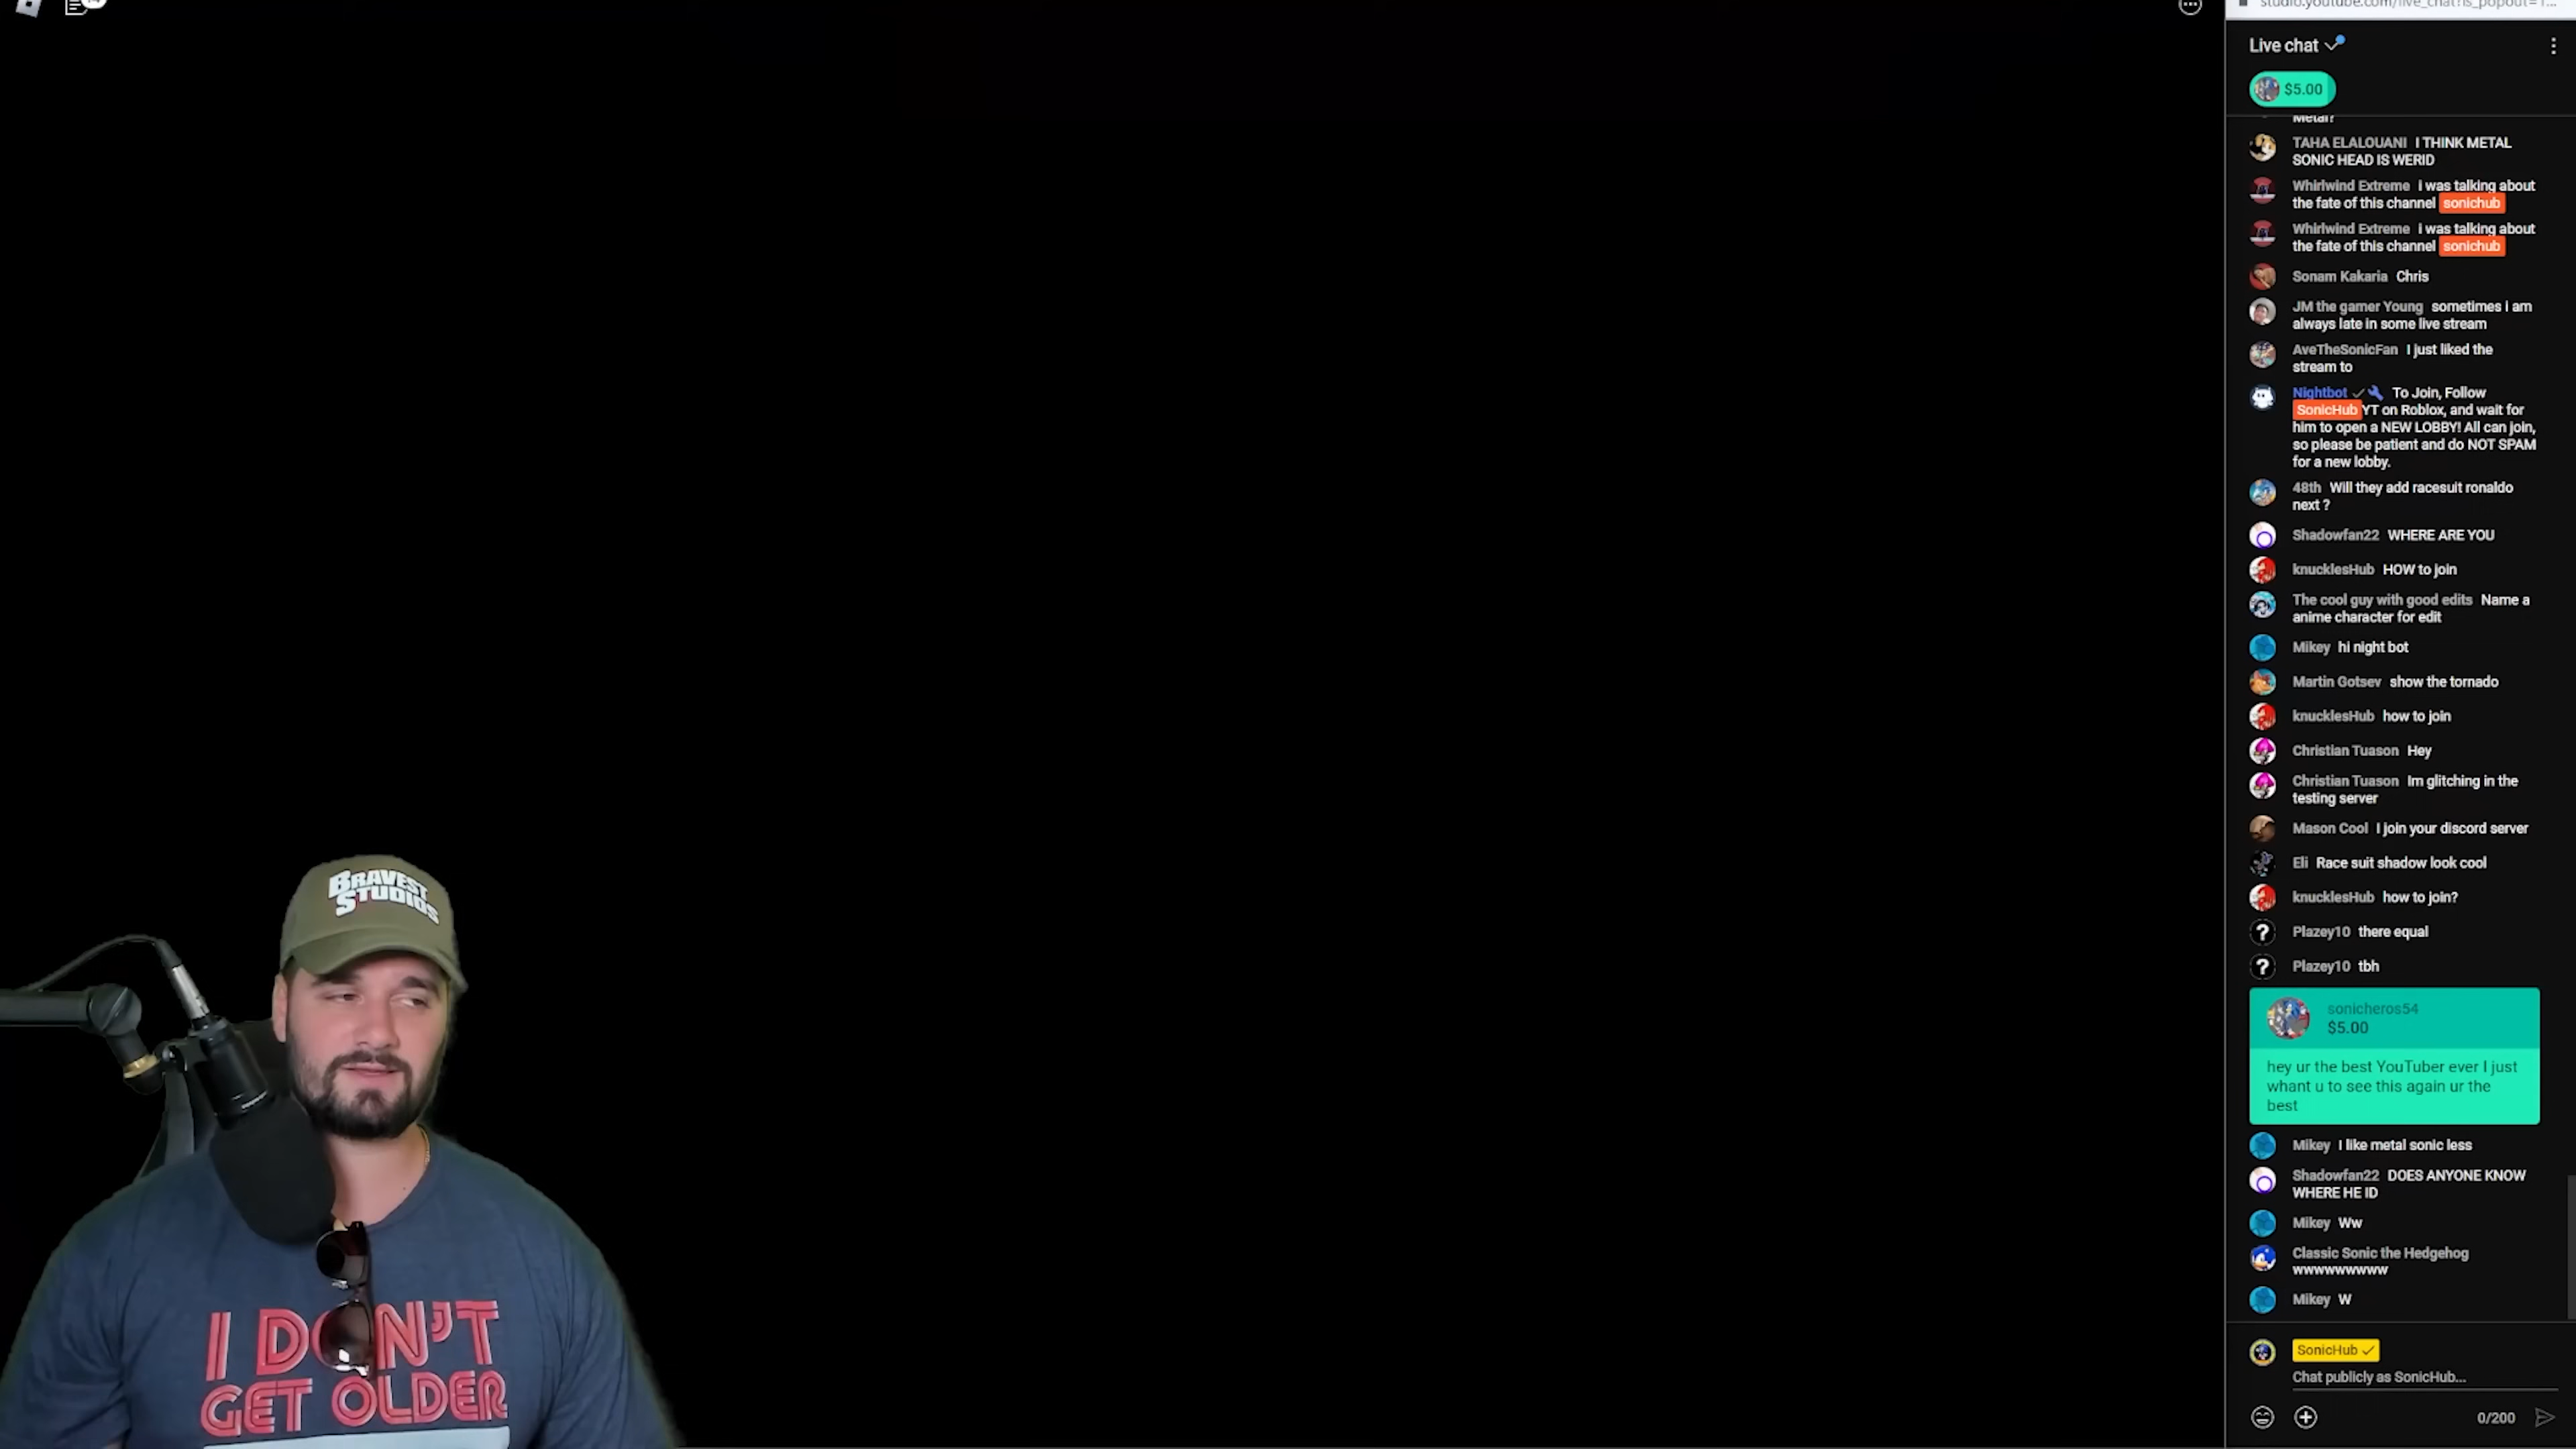 studio.youtube.com/live_chat?is_popout=1...
Live chat
$5.00
Metal?
TAHA ELALOUANI I THINK METAL
SONIC HEAD IS WERID
Whirlwind Extreme i was talking about
the fate of this channel sonichub
Whirlwind Extreme i was talking about
the fate of this channel sonichub
Sonam Kakaria Chris
JM the gamer Young sometimes i am
always late in some live stream
AveTheSonicFan I just liked the
stream to
Nightbot To Join, Follow
SonicHubYT on Roblox, and wait for
him to open a NEW LOBBY! All can join,
so please be patient and do NOT SPAM
for a new lobby.
48th Will they add racesuit ronaldo
next ?
Shadowfan22 WHERE ARE YOU
knucklesHub HOW to join
The cool guy with good edits Name a
anime character for edit
Mikey hi night bot
Martin Gotsev show the tornado
knucklesHub how to join
Christian Tuason Hey
Christian Tuason Im glitching in the
testing server
Mason Cool I join your discord server
Eli Race suit shadow look cool
knucklesHub how to join?
Plazey10 there equal
Plazey10 tbh
sonicheros54
$5.00
hey ur the best YouTuber ever I just
whant u to see this again ur the
best
Mikey I like metal sonic less
Shadowfan22 DOES ANYONE KNOW
WHERE HE ID
Mikey Ww
Classic Sonic the Hedgehog
wwwwwwwwww
Mikey W
SonicHub
Chat publicly as SonicHub...
0/200
BRAVEST
STUDIOS
I DON'T
GET OLDER